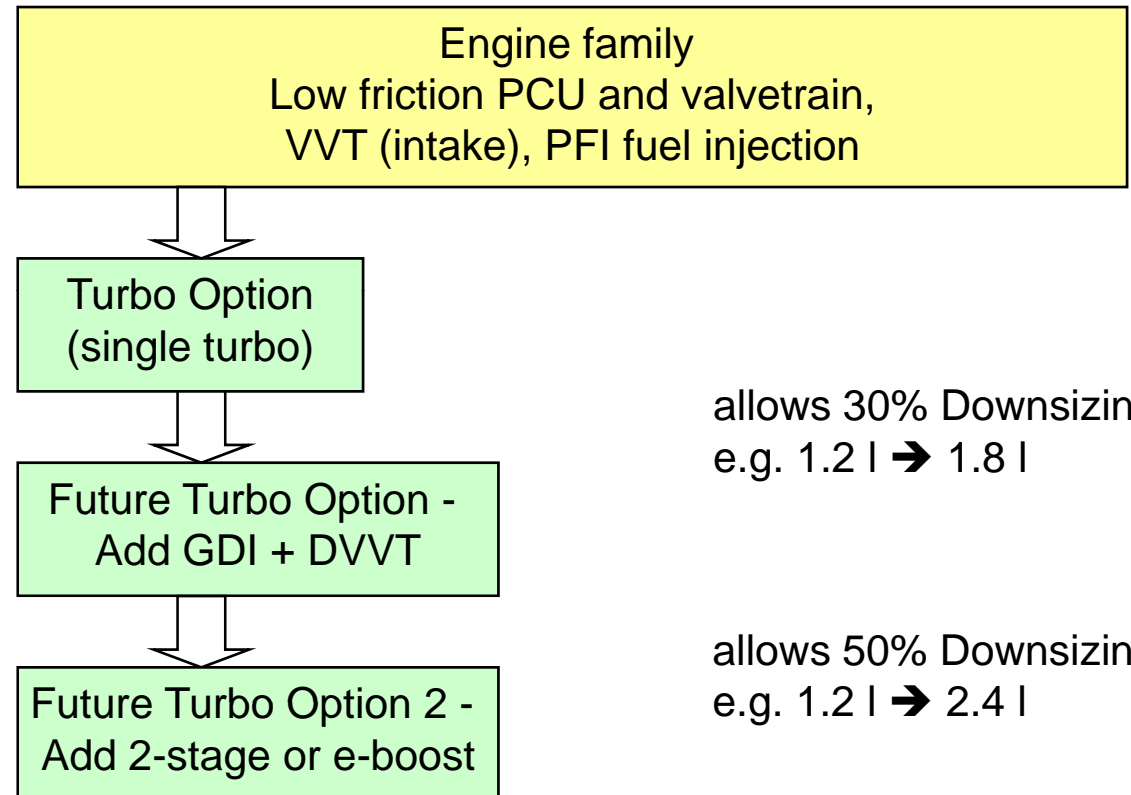 Engine family
Low friction PCU and valvetrain,
VVT (intake), PFI fuel injection
Turbo Option
(single turbo)
allows 30% Downsizin
e.g. 1.2 l ➔ 1.8 l
Future Turbo Option -
Add GDI + DVVT
allows 50% Downsizin
e.g. 1.2 l ➔ 2.4 l
Future Turbo Option 2 -
Add 2-stage or e-boost